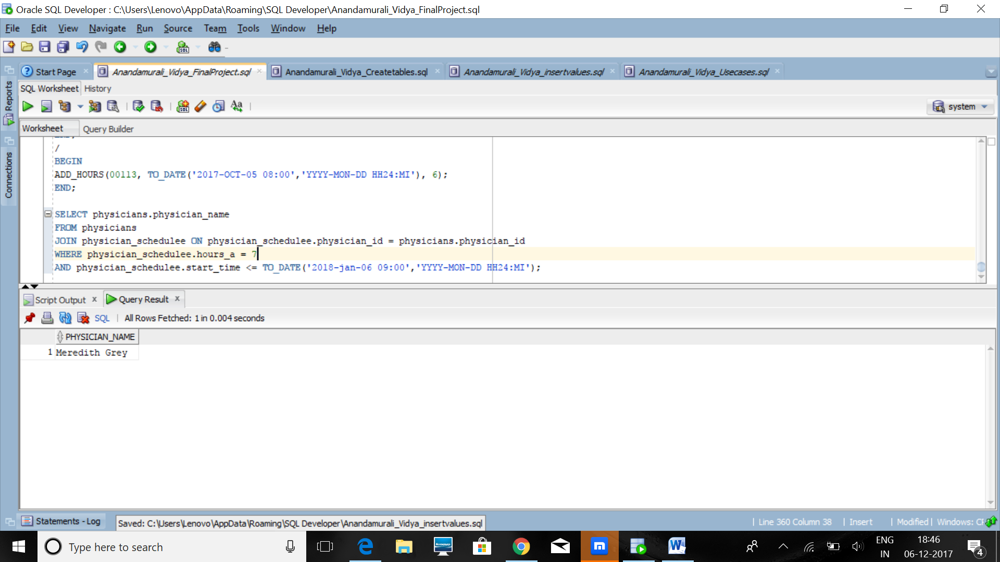 Oracle SQL Developer : C:\Users\Lenovo\AppData\Roaming\SQL Developer\Anandamurali_Vidya_FinalProject.sql
File Edit View Navigate Run Source Team Tools Window Help
Start Page Anandamurali_Vidya_FinalProject.sql Anandamurali_Vidya_Createtables.sql Anandamurali_Vidya_insertvalues.sql Anandamurali_Vidya_Usecases.sql
Reports
Connections
SQL Worksheet History
system
Worksheet Query Builder
/
BEGIN
ADD_HOURS(00113, TO_DATE('2017-OCT-05 08:00','YYYY-MON-DD HH24:MI'), 6);
END;
SELECT physicians.physician_name
FROM physicians
JOIN physician_schedulee ON physician_schedulee.physician_id = physicians.physician_id
WHERE physician_schedulee.hours_a = 7
AND physician_schedulee.start_time <= TO_DATE('2018-jan-06 09:00','YYYY-MON-DD HH24:MI');
Script Output x Query Result x
SQL | All Rows Fetched: 1 in 0.004 seconds
PHYSICIAN_NAME
1 Meredith Grey
Statements - Log
Saved: C:\Users\Lenovo\AppData\Roaming\SQL Developer\Anandamurali_Vidya_insertvalues.sql
| Line 360 Column 38 | Insert | Modified | Windows:
Type here to search
ENG
IN
18:46
06-12-2017
4